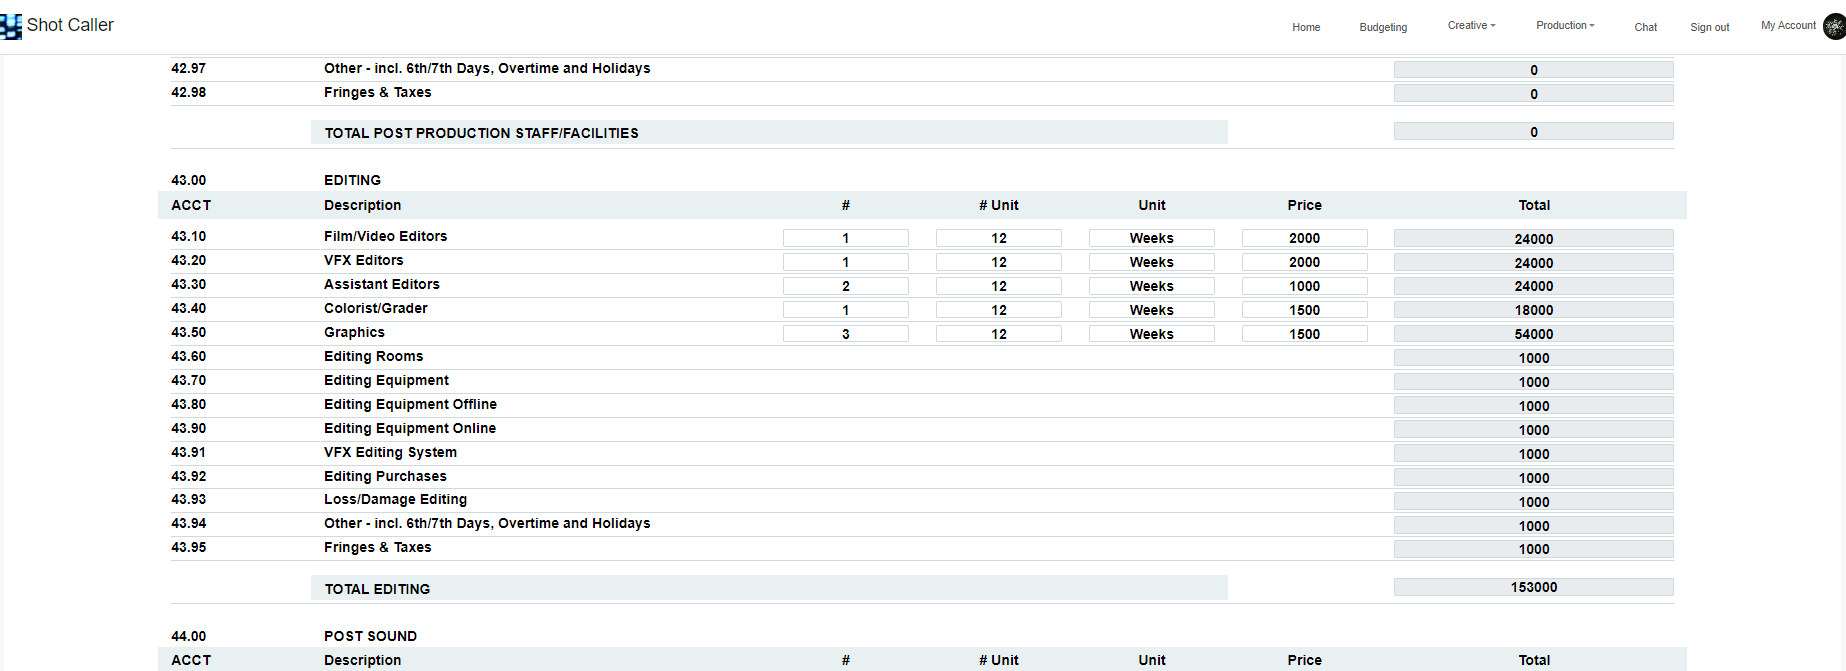 Shot Caller Home Budgeting Creative Production Chat Sign out My Account
42.97 Other - incl. 6th/7th Days, Overtime and Holidays 0
42.98 Fringes & Taxes 0
TOTAL POST PRODUCTION STAFF/FACILITIES 0
43.00 EDITING
ACCT Description # # Unit Unit Price Total
43.10 Film/Video Editors 1 12 Weeks 2000 24000
43.20 VFX Editors 1 12 Weeks 2000 24000
43.30 Assistant Editors 2 12 Weeks 1000 24000
43.40 Colorist/Grader 1 12 Weeks 1500 18000
43.50 Graphics 3 12 Weeks 1500 54000
43.60 Editing Rooms 1000
43.70 Editing Equipment 1000
43.80 Editing Equipment Offline 1000
43.90 Editing Equipment Online 1000
43.91 VFX Editing System 1000
43.92 Editing Purchases 1000
43.93 Loss/Damage Editing 1000
43.94 Other - incl. 6th/7th Days, Overtime and Holidays 1000
43.95 Fringes & Taxes 1000
TOTAL EDITING 153000
44.00 POST SOUND
ACCT Description # # Unit Unit Price Total